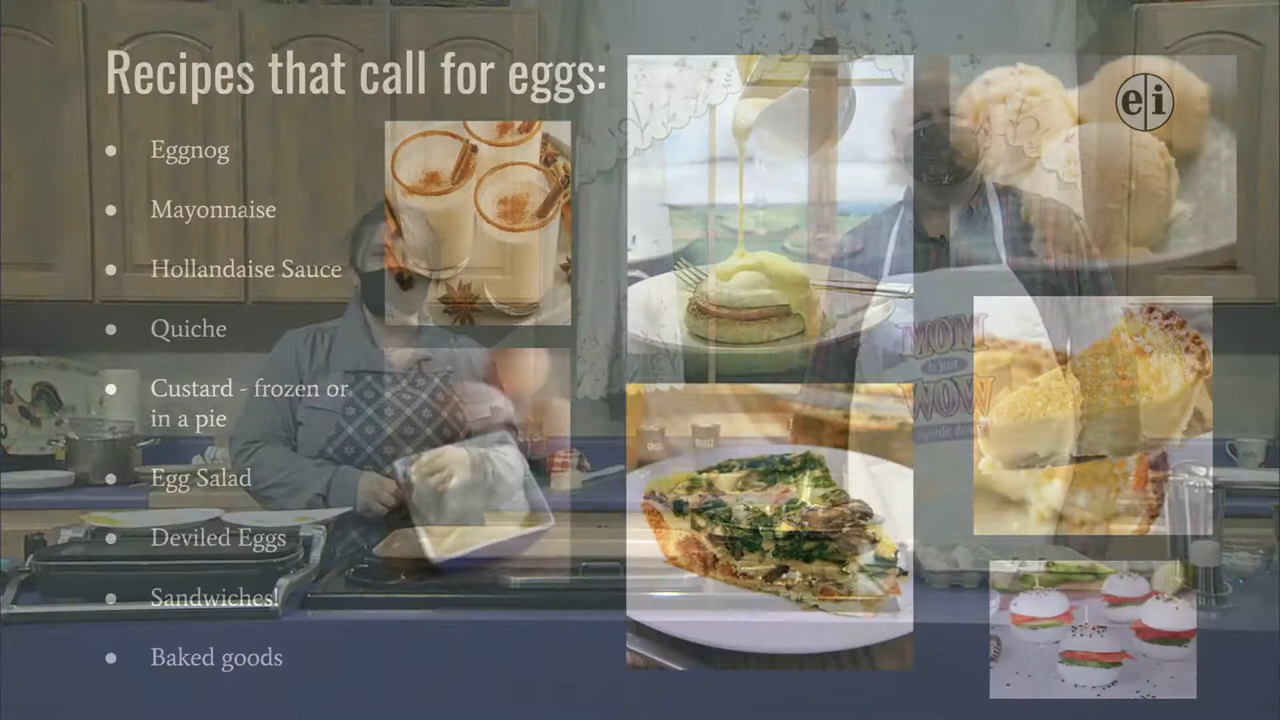 Recipes that call for eggs:
e|i
Eggnog
Mayonnaise
Hollandaise Sauce
Quiche
Custard - frozen or
in a pie
Egg Salad
Deviled Eggs
Sandwiches!
Baked goods
MOM
WOW